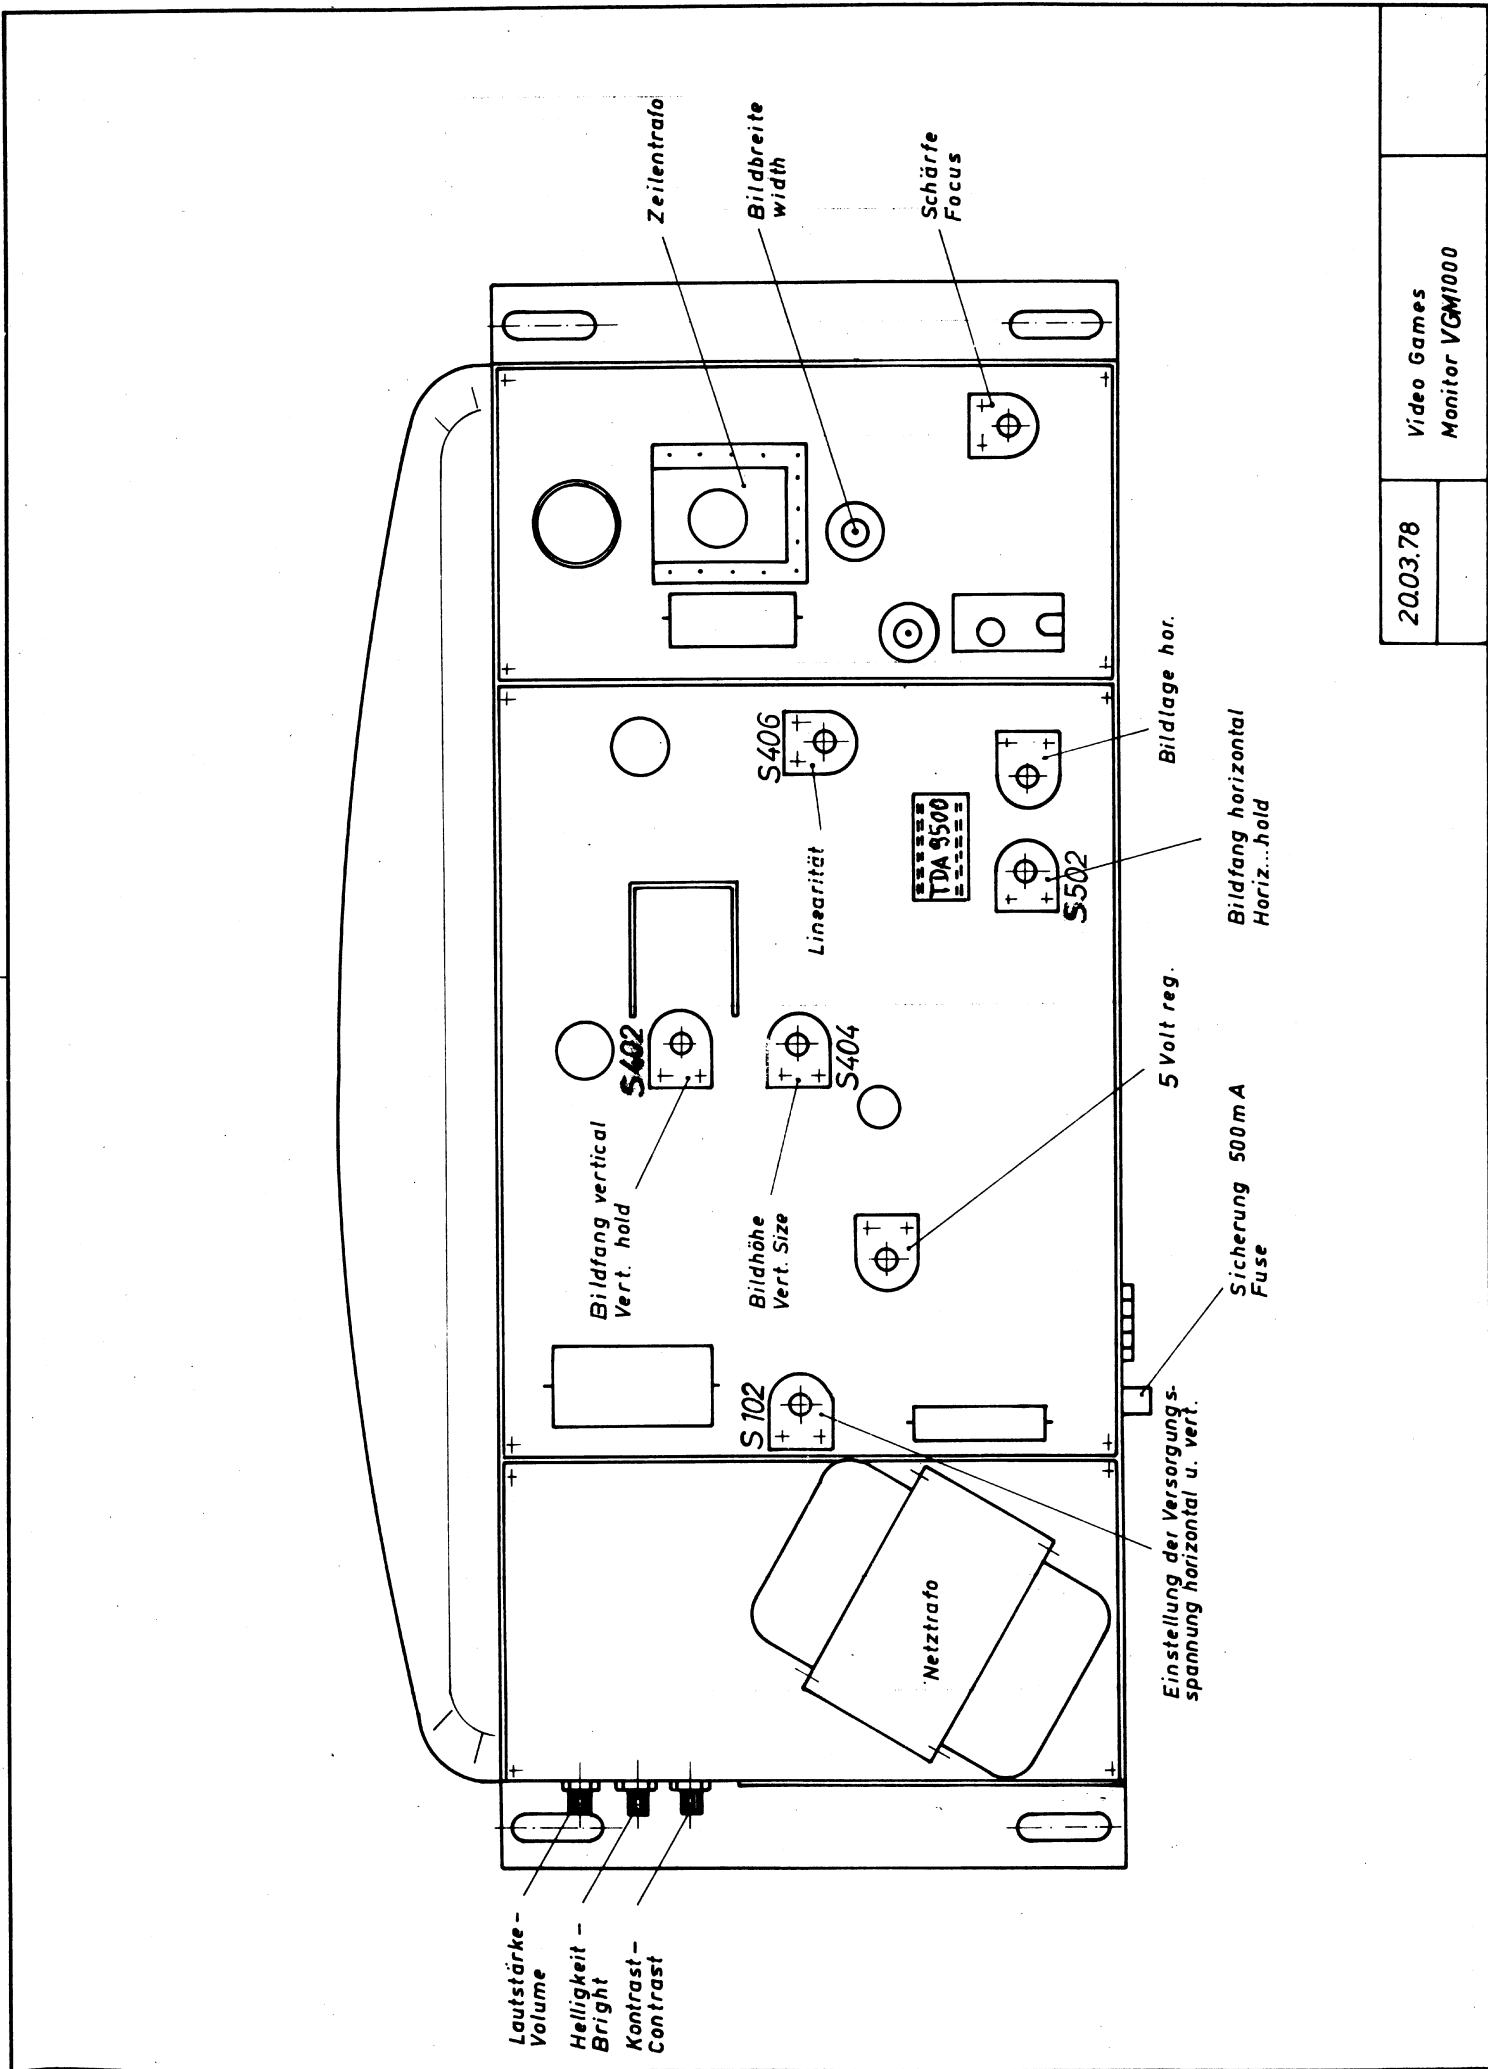 Lautstärke-
Volume
Helligkeit -
Bright
Kontrast-
Contrast
Netztrafo
Einstellung der Versorgungs-
spannung horizontal u. vert.
S102
Sicherung 500mA
Fuse
5 Volt reg.
Bildfang vertical
Vert. hold
S402
Bildhöhe
Vert. Size
S404
Linearität
S406
TDA 9500
S502
Bildfang horizontal
Horiz...hold
Bildlage hor.
Zeilentrafo
Bildbreite
width
Schärfe
Focus
20.03.78
Video Games
Monitor VGM1000